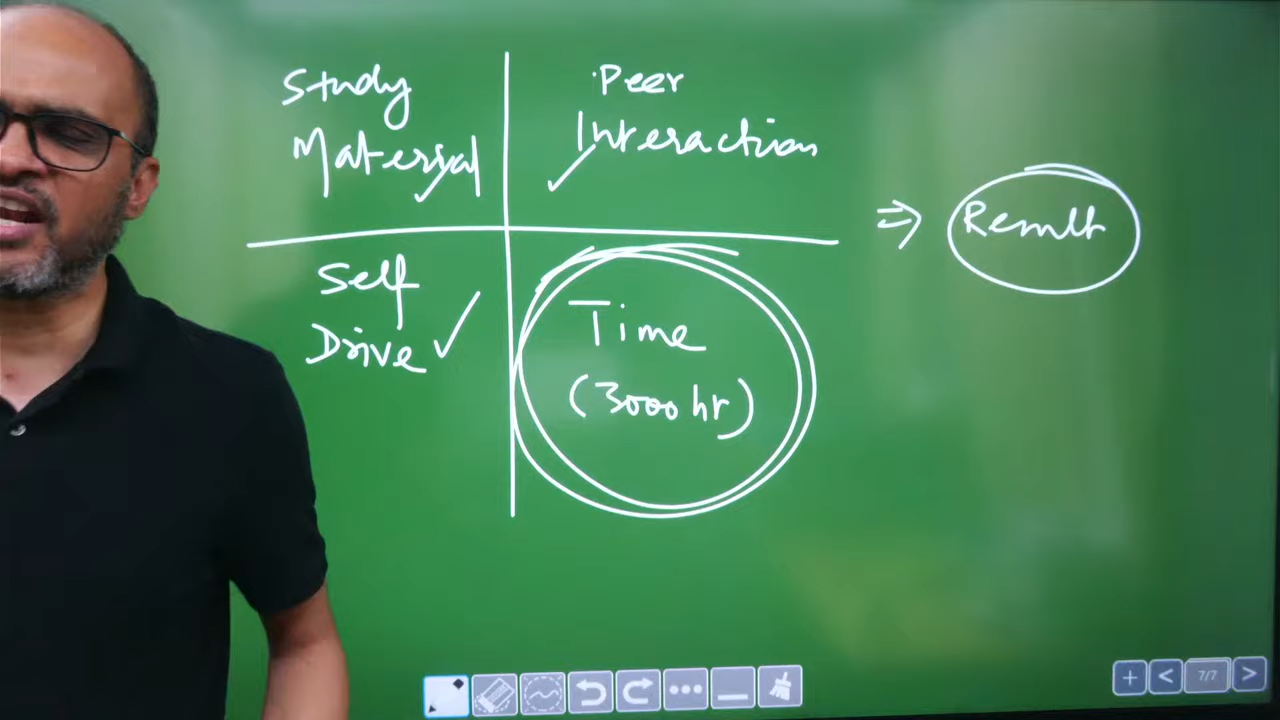 Study
Material
Peer
Interaction
Self
Drive
Time
(3000 hr)
⇒ Result
7/7